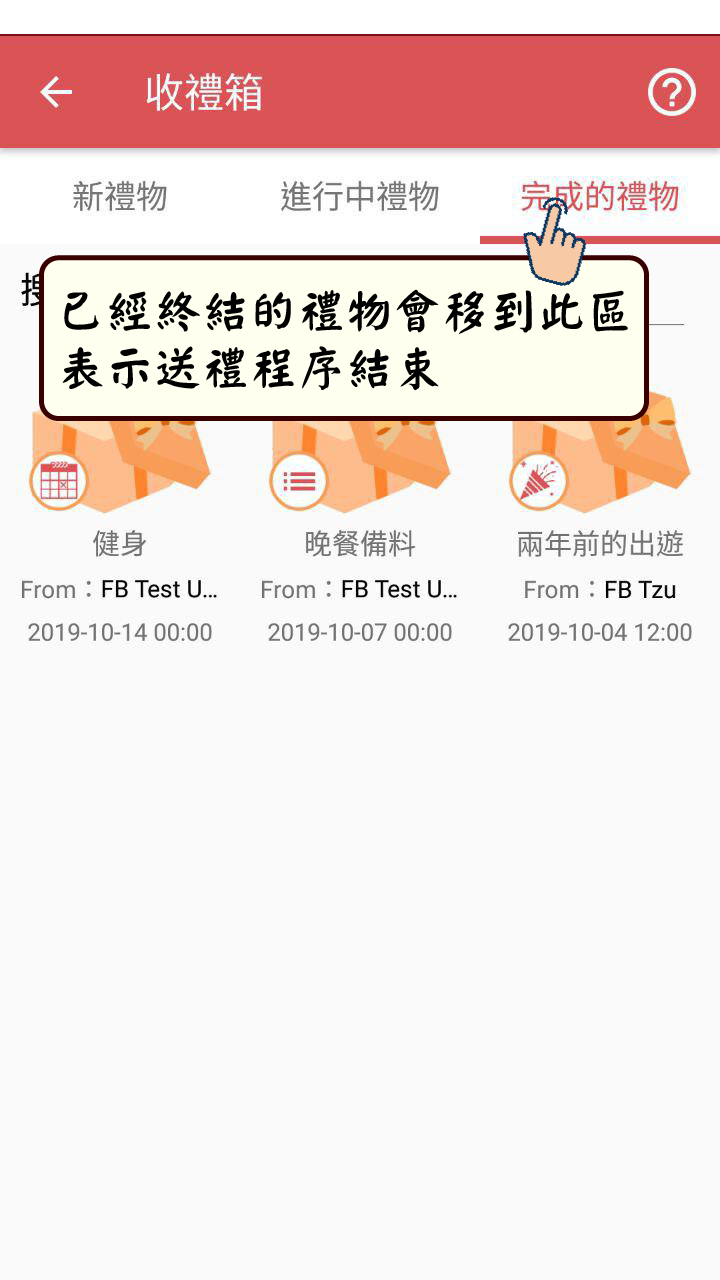 收禮箱
新禮物 進行中禮物 完成的禮物
已經終結的禮物會移到此區
表示送禮程序結束
健身 晚餐備料 兩年前的出遊
From：FB Test U... From：FB Test U... From：FB Tzu
2019-10-14 00:00 2019-10-07 00:00 2019-10-04 12:00